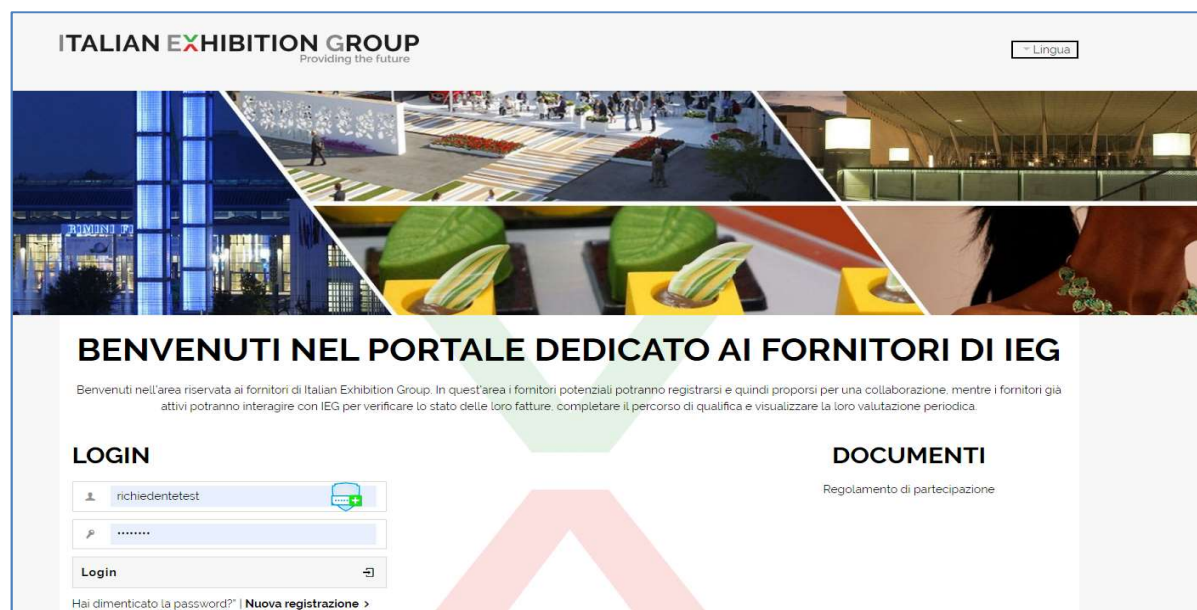 ITALIAN EXHIBITION GROUP
Providing the future
Lingua
RIMINI FI
BENVENUTI NEL PORTALE DEDICATO AI FORNITORI DI IEG
Benvenuti nell'area riservata ai fornitori di Italian Exhibition Group. In quest'area i fornitori potenziali potranno registrarsi e quindi proporsi per una collaborazione, mentre i fornitori già
attivi potranno interagire con IEG per verificare lo stato delle loro fatture, completare il percorso di qualifica e visualizzare la loro valutazione periodica.
LOGIN
DOCUMENTI
richiedentetest
Regolamento di partecipazione
••••••••
Login
Hai dimenticato la password?" | Nuova registrazione >